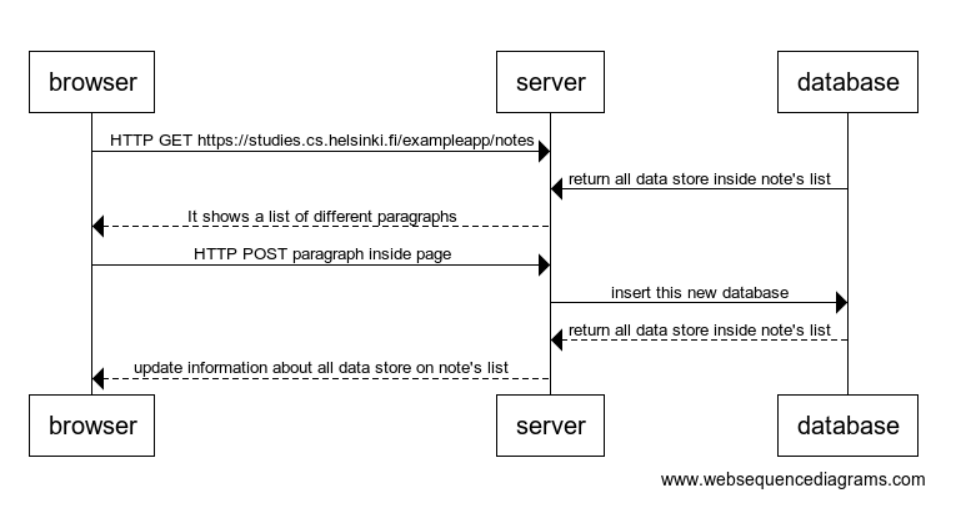 browser
server
database
HTTP GET https://studies.cs.helsinki.fi/exampleapp/notes
return all data store inside note's list
It shows a list of different paragraphs
HTTP POST paragraph inside page
insert this new database
return all data store inside note's list
update information about all data store on note's list
browser
server
database
www.websequencediagrams.com